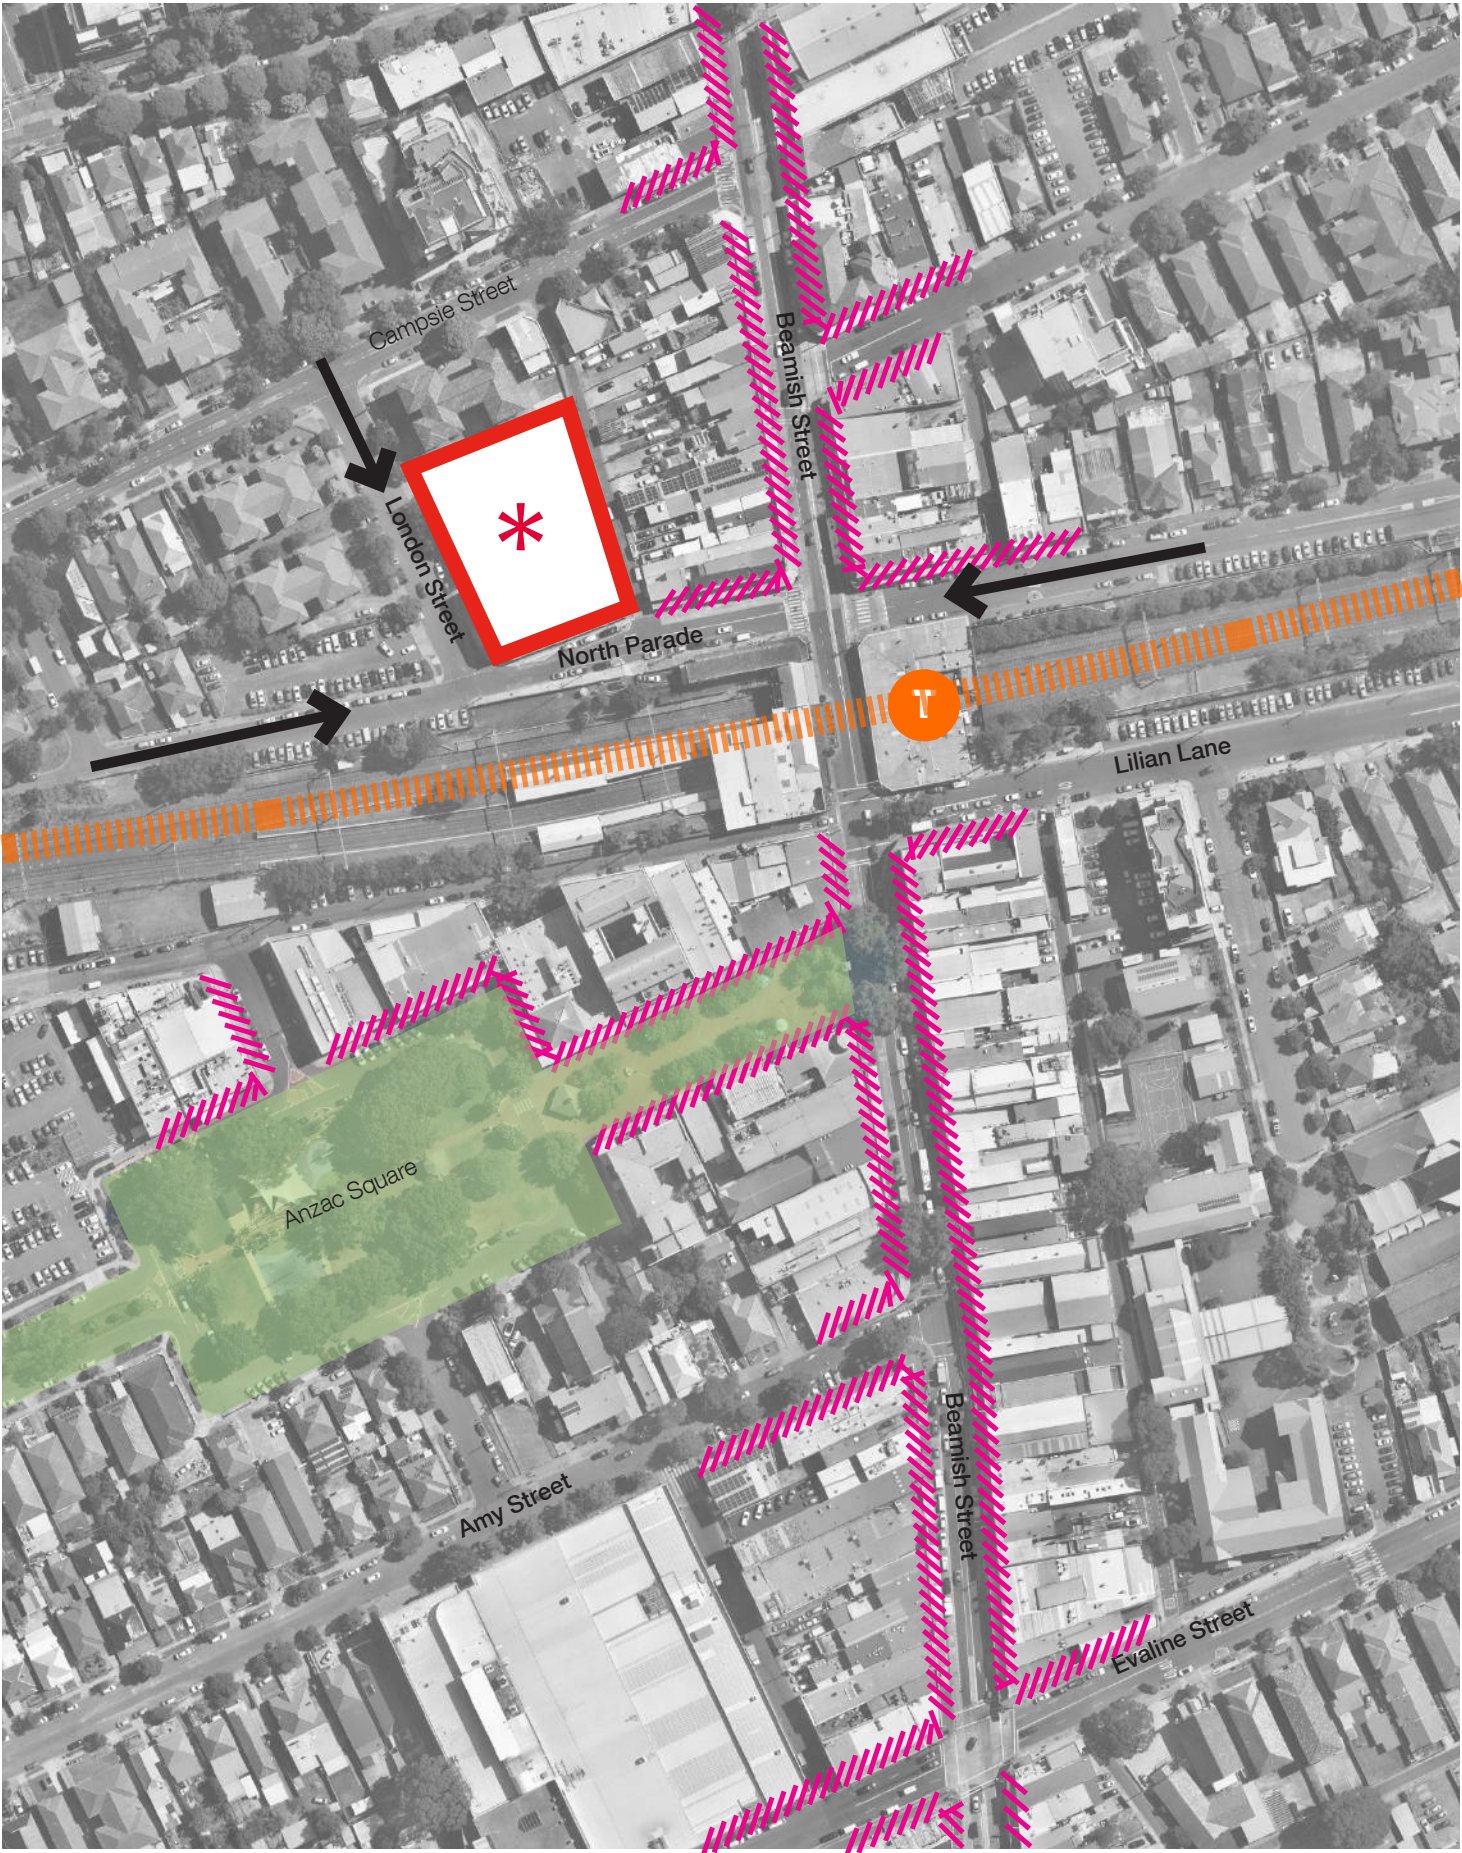 Campsie Street
Beamish Street
London Street
*
North Parade
T
Lilian Lane
Anzac Square
Beamish Street
Amy Street
Evaline Street